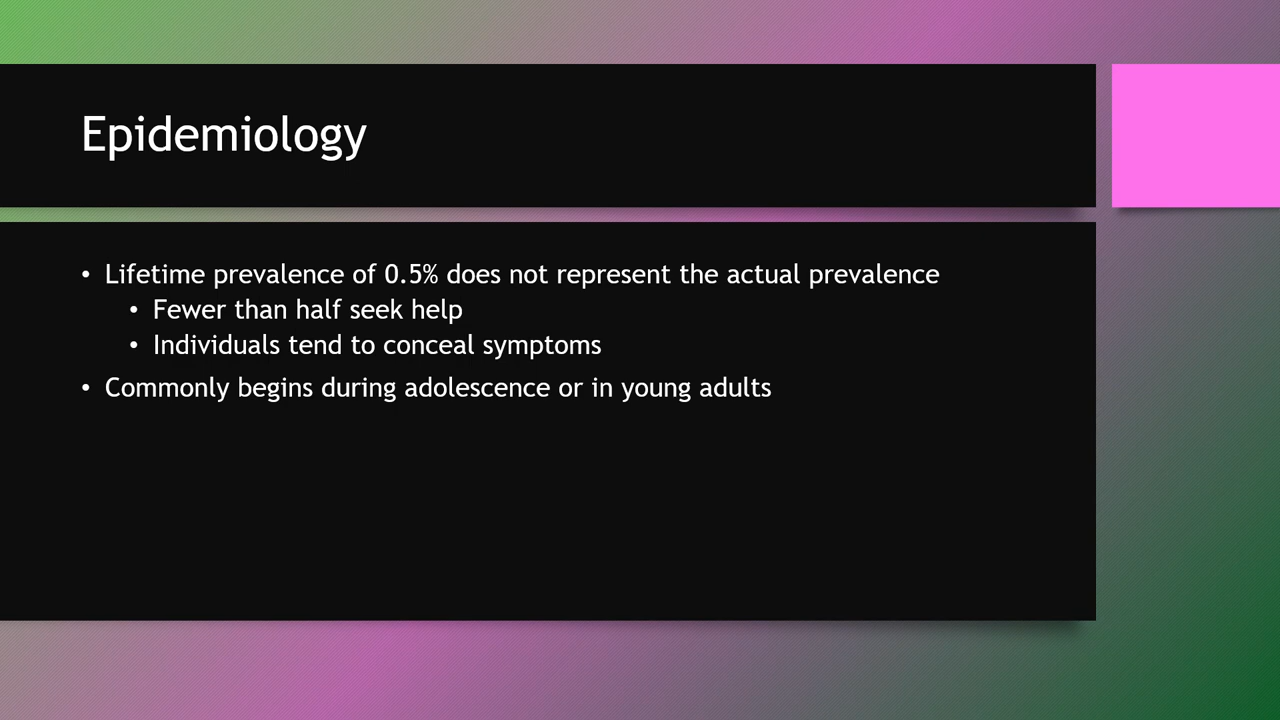 Epidemiology
• Lifetime prevalence of 0.5% does not represent the actual prevalence
• Fewer than half seek help
• Individuals tend to conceal symptoms
• Commonly begins during adolescence or in young adults